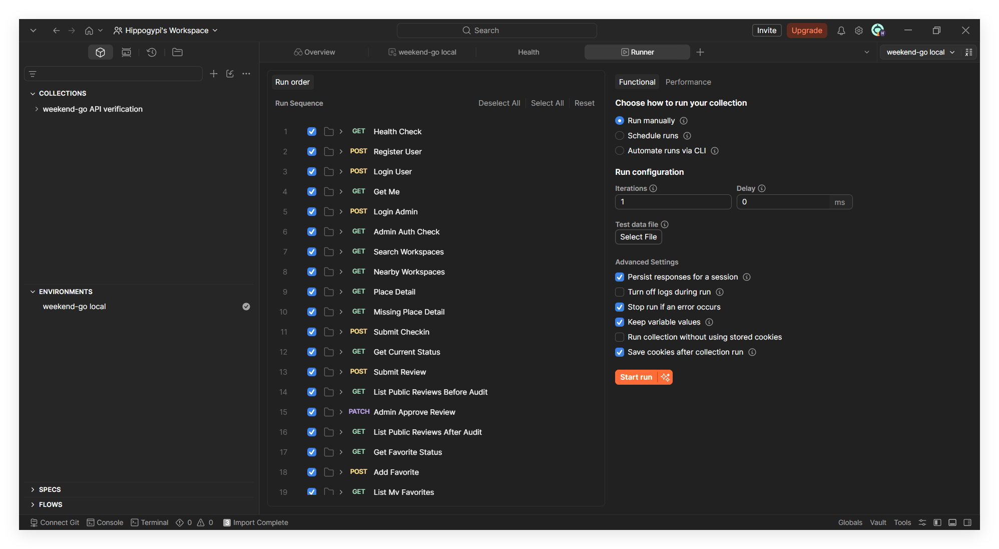 Hippogypi's Workspace
Search
Invite
Upgrade
H
Overview
weekend-go local
Health
Runner
weekend-go local
COLLECTIONS
weekend-go API verification
ENVIRONMENTS
weekend-go local
SPECS
FLOWS
Run order
Run Sequence
Deselect All
Select All
Reset
1 GET Health Check
2 POST Register User
3 POST Login User
4 GET Get Me
5 POST Login Admin
6 GET Admin Auth Check
7 GET Search Workspaces
8 GET Nearby Workspaces
9 GET Place Detail
10 GET Missing Place Detail
11 POST Submit Checkin
12 GET Get Current Status
13 POST Submit Review
14 GET List Public Reviews Before Audit
15 PATCH Admin Approve Review
16 GET List Public Reviews After Audit
17 GET Get Favorite Status
18 POST Add Favorite
19 GET List My Favorites
Functional
Performance
Choose how to run your collection
Run manually
Schedule runs
Automate runs via CLI
Run configuration
Iterations
Delay
1
0 ms
Test data file
Select File
Advanced Settings
Persist responses for a session
Turn off logs during run
Stop run if an error occurs
Keep variable values
Run collection without using stored cookies
Save cookies after collection run
Start run
Connect Git
Console
Terminal
0
0
3 Import Complete
Globals
Vault
Tools